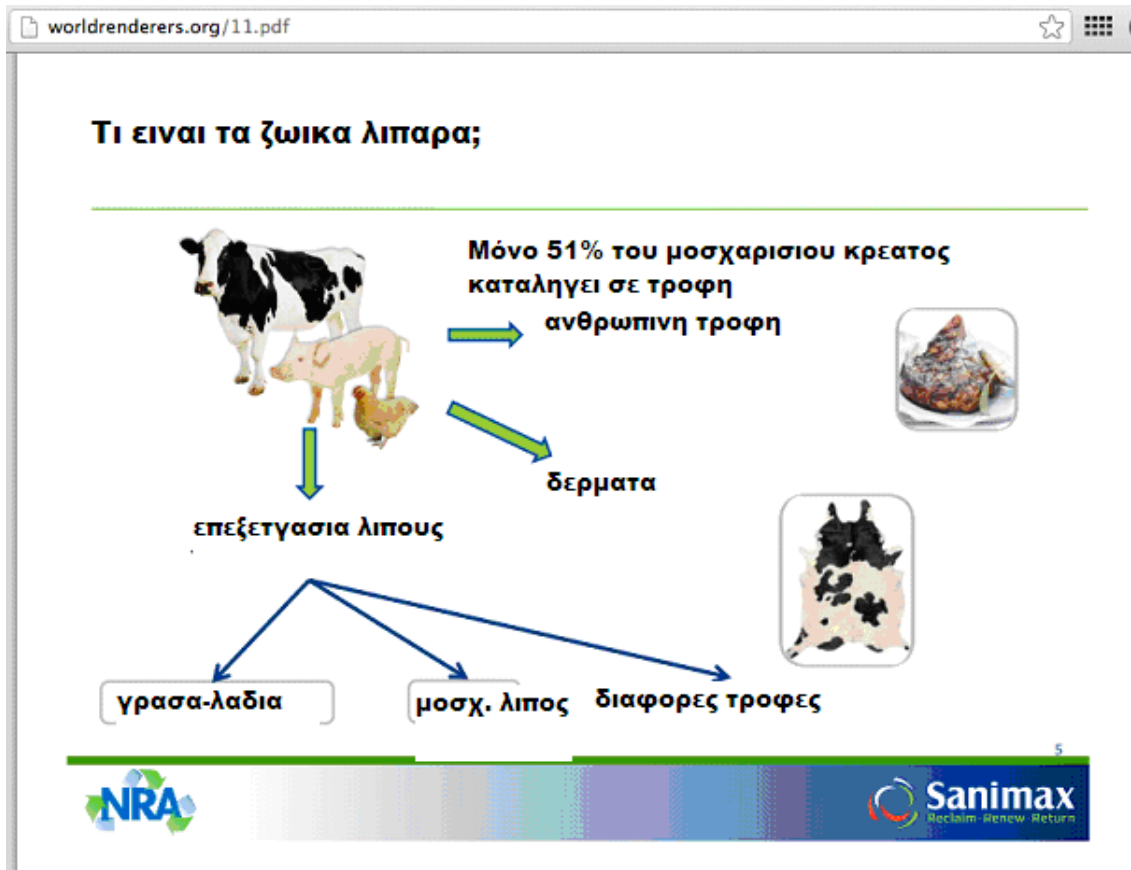 worldrenderers.org/11.pdf
Τι ειναι τα ζωικα λιπαρα;
Μόνο 51% του μοσχαρισιου κρεατος
καταληγει σε τροφη
ανθρωπινη τροφη
δερματα
επεξετγασια λιπους
γρασα-λαδια
μοσχ. λιπος
διαφορες τροφες
5
NRA
Sanimax
Reclaim-Renew-Return